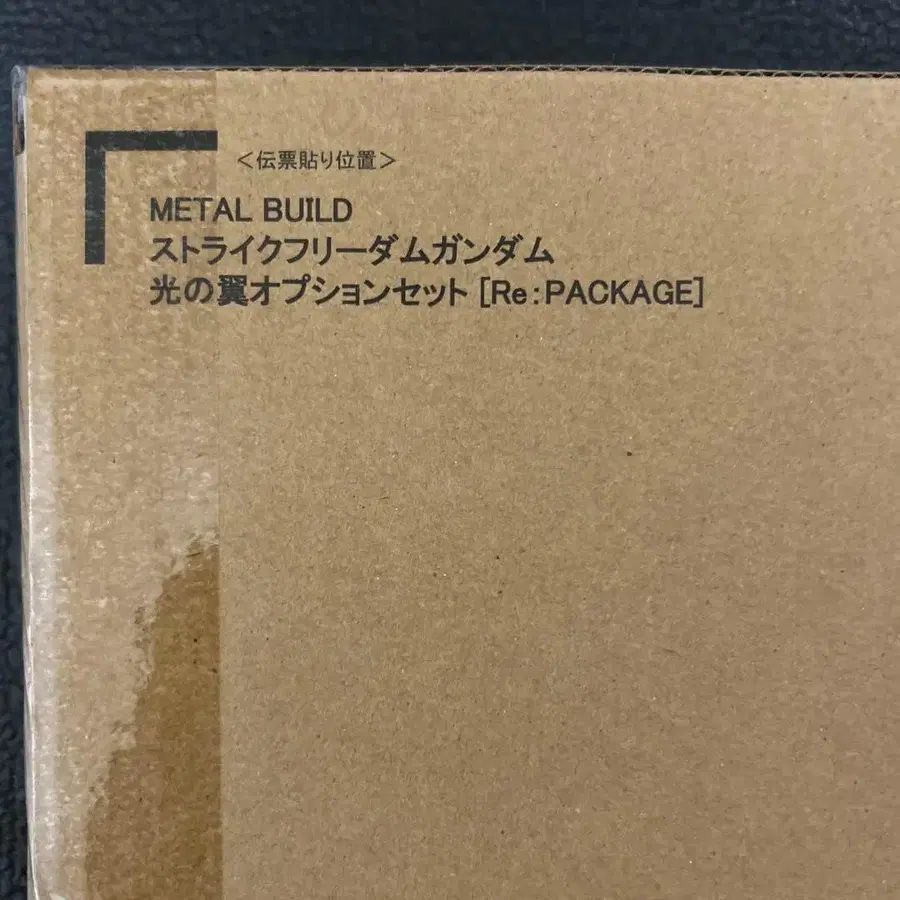 ＜伝票貼り位置＞
METAL BUILD
ストライクフリーダムガンダム
光の翼オプションセット [Re:PACKAGE]